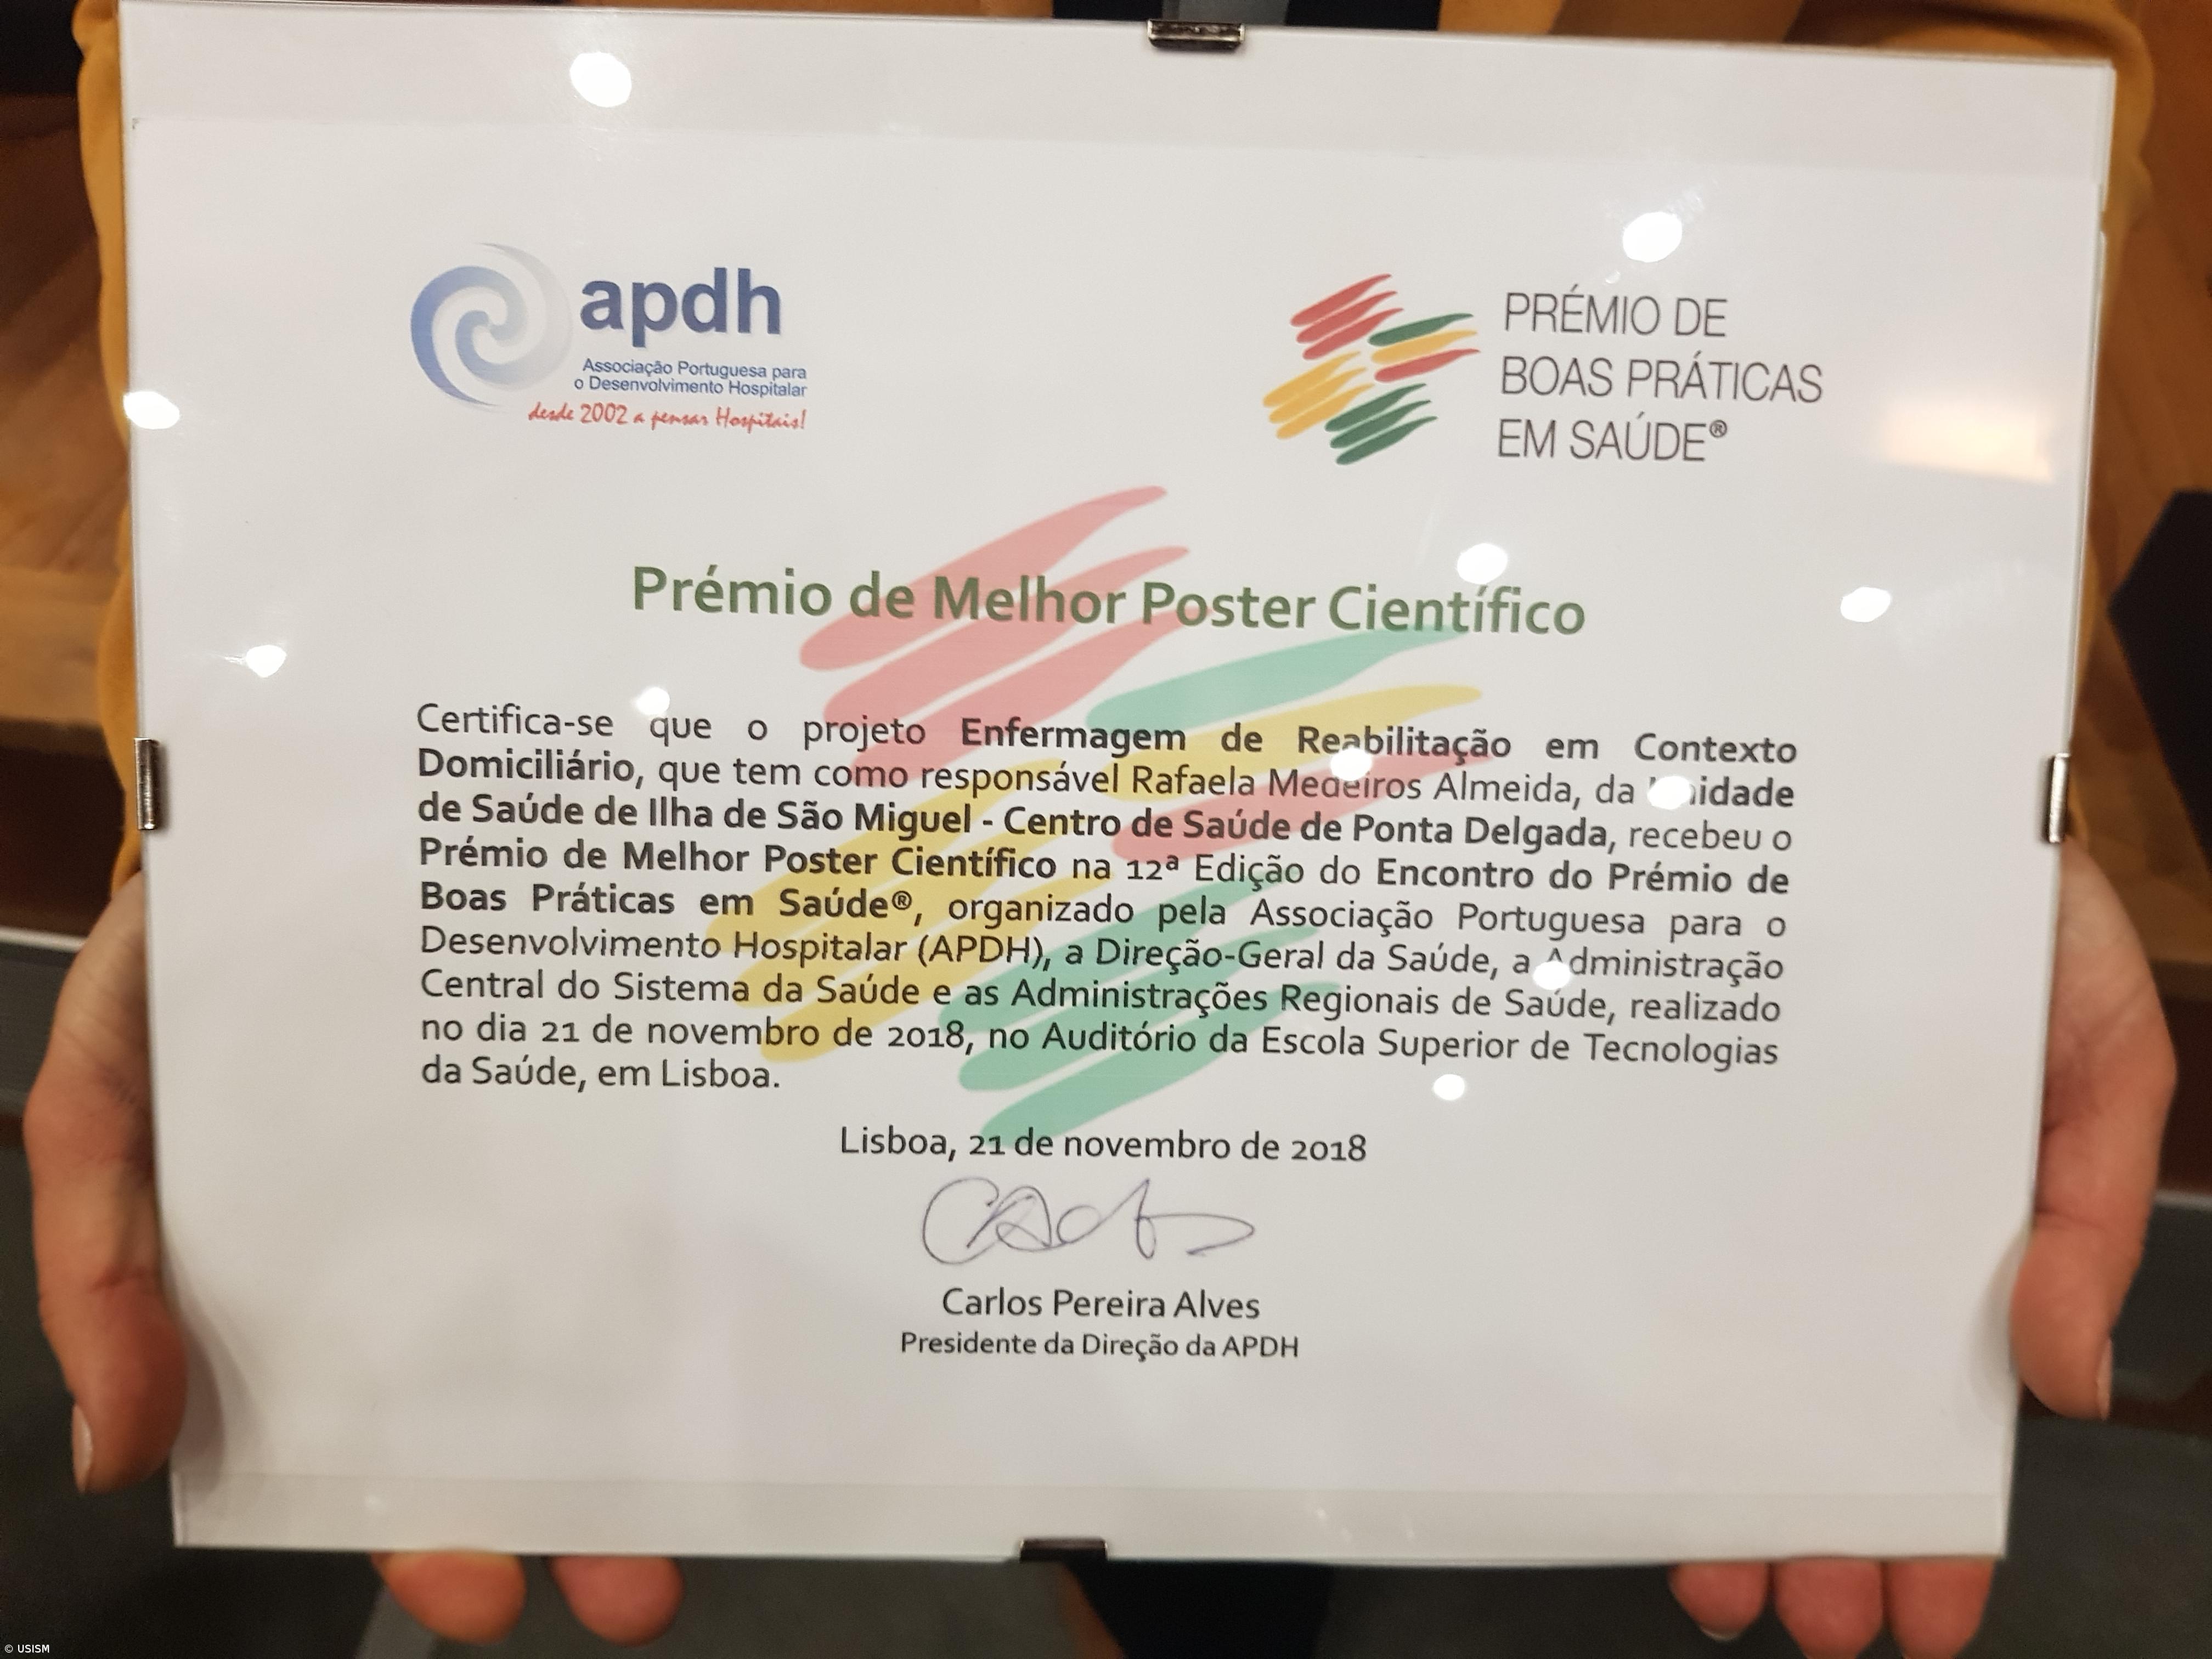 apdh
Associação Portuguesa para
o Desenvolvimento Hospitalar
desde 2002 a pensar Hospitais!
PRÉMIO DE
BOAS PRÁTICAS
EM SAÚDE®
Prémio de Melhor Poster Científico
Certifica-se que o projeto Enfermagem de Reabilitação em Contexto
Domiciliário, que tem como responsável Rafaela Medeiros Almeida, da Unidade
de Saúde de Ilha de São Miguel - Centro de Saúde de Ponta Delgada, recebeu o
Prémio de Melhor Poster Científico na 12ª Edição do Encontro do Prémio de
Boas Práticas em Saúde®, organizado pela Associação Portuguesa para o
Desenvolvimento Hospitalar (APDH), a Direção-Geral da Saúde, a Administração
Central do Sistema da Saúde e as Administrações Regionais de Saúde, realizado
no dia 21 de novembro de 2018, no Auditório da Escola Superior de Tecnologias
da Saúde, em Lisboa.
Lisboa, 21 de novembro de 2018
Carlos Pereira Alves
Presidente da Direção da APDH
© USISM